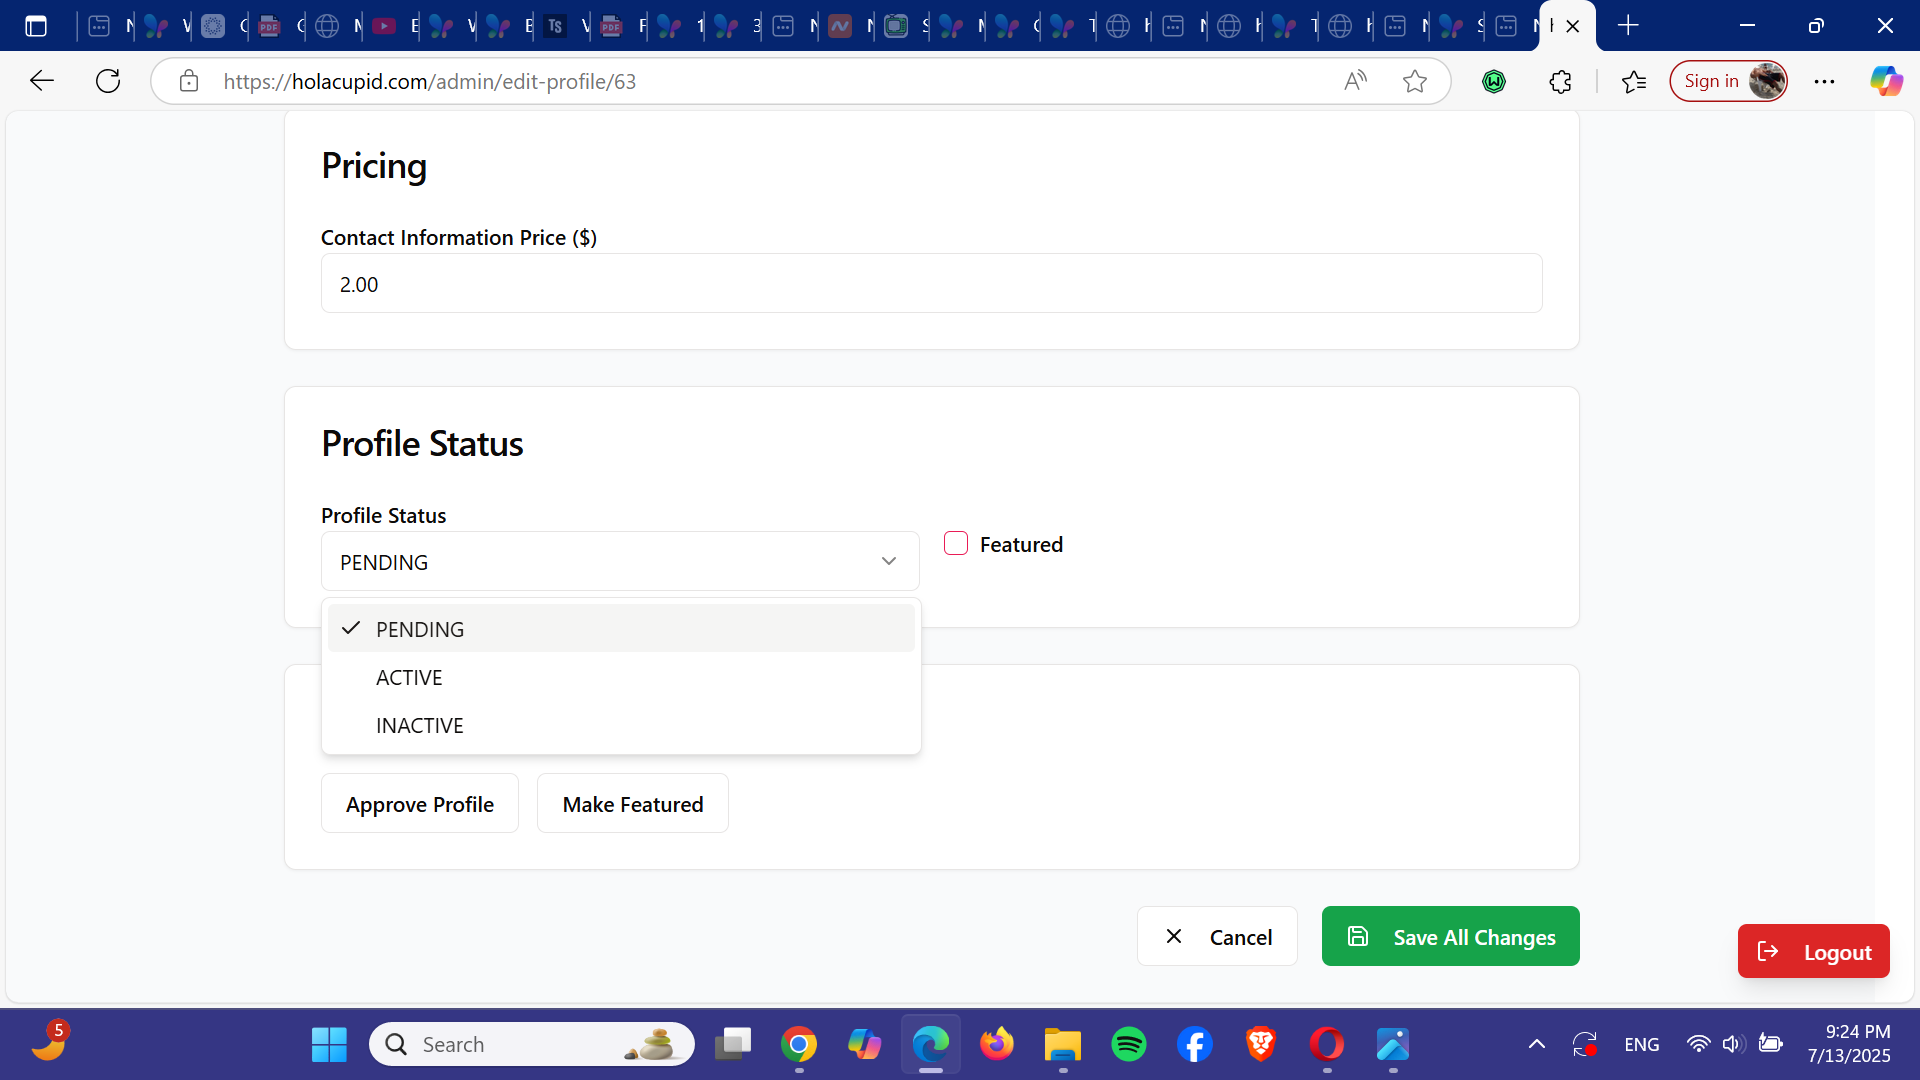 https://holacupid.com/admin/edit-profile/63
Sign in
Pricing
Contact Information Price ($)
2.00
Profile Status
Profile Status
PENDING
Featured
PENDING
ACTIVE
INACTIVE
Approve Profile
Make Featured
Cancel
Save All Changes
Logout
5
Search
ENG
9:24 PM
7/13/2025